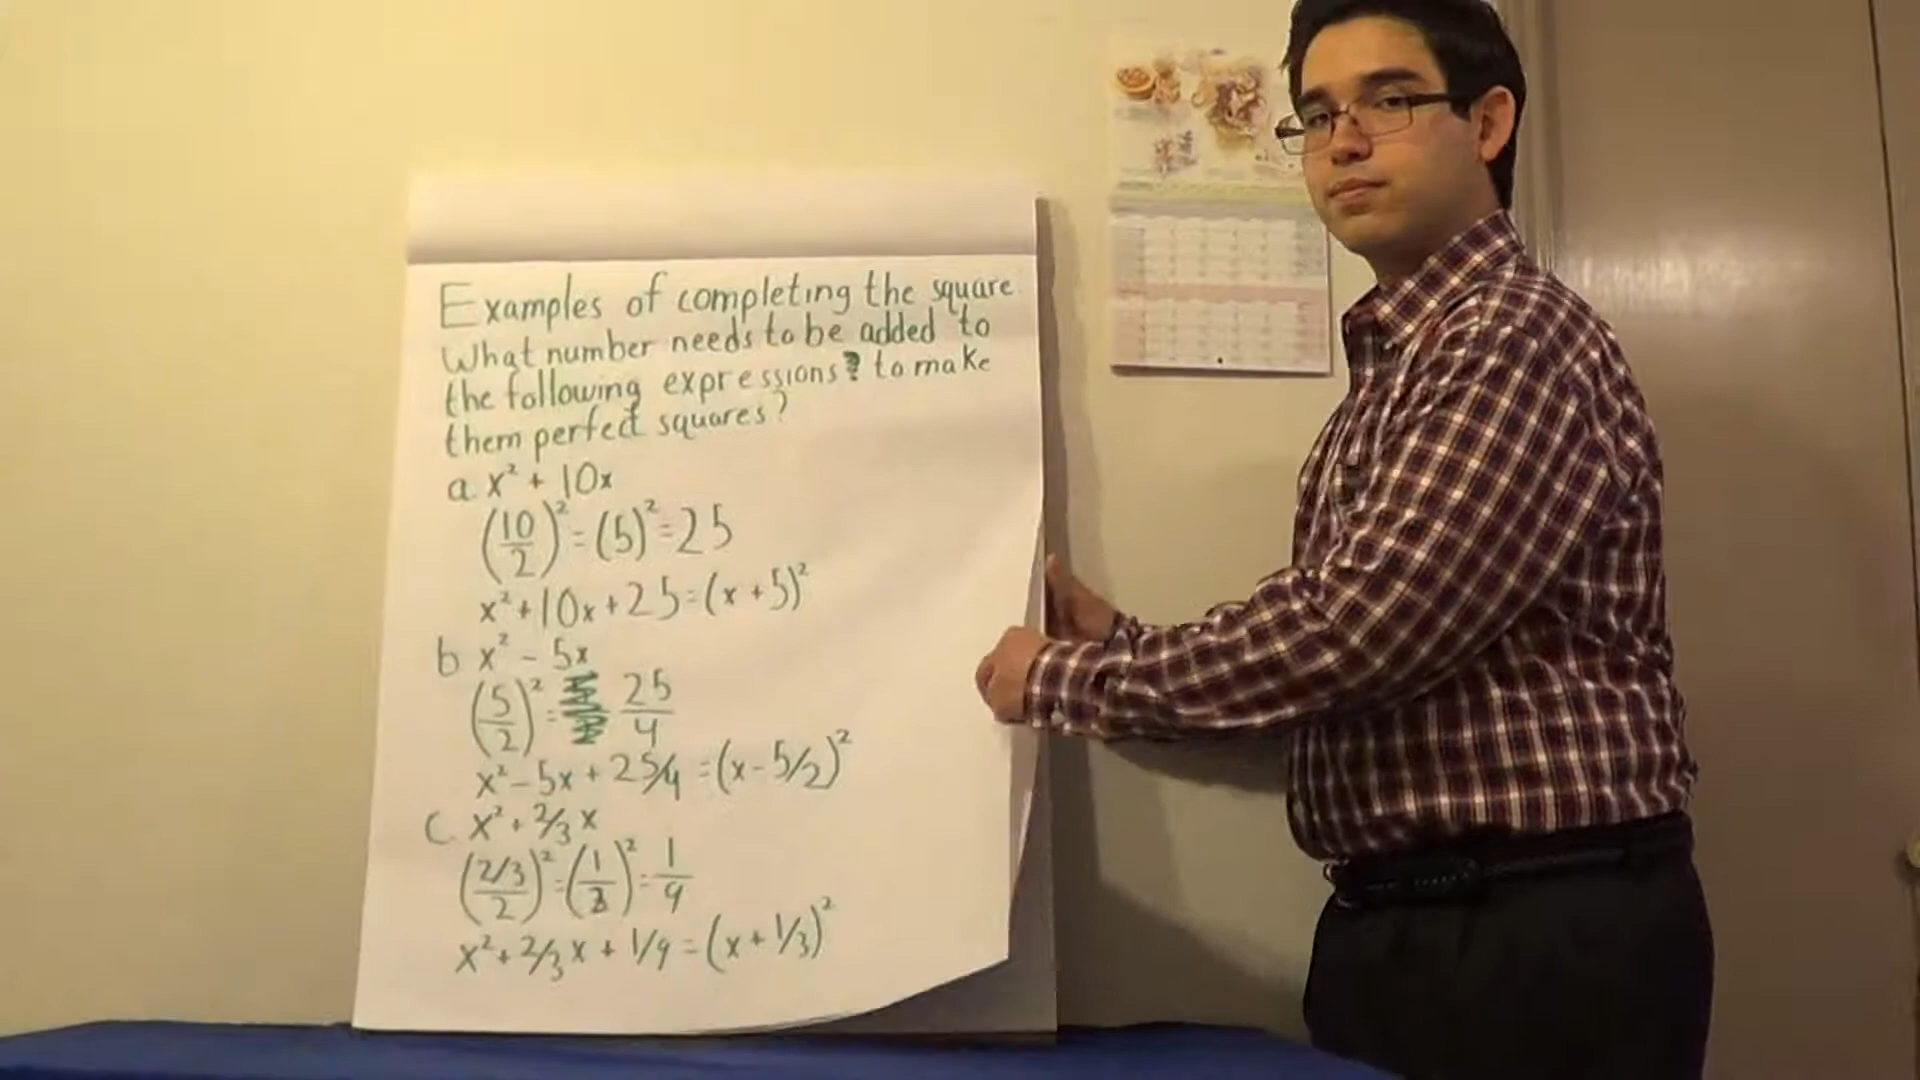 Examples of completing the square
What number needs to be added to
the following expressions? to make
them perfect squares?
a. x² + 10x
(10/2)² = (5)² = 25
x² + 10x + 25 = (x + 5)²
b x² - 5x
(5/2)² = 25/4
x² - 5x + 25/4 = (x - 5/2)²
c. x² + 2/3 x
(2/3/2)² = (1/3)² = 1/9
x² + 2/3 x + 1/9 = (x + 1/3)²